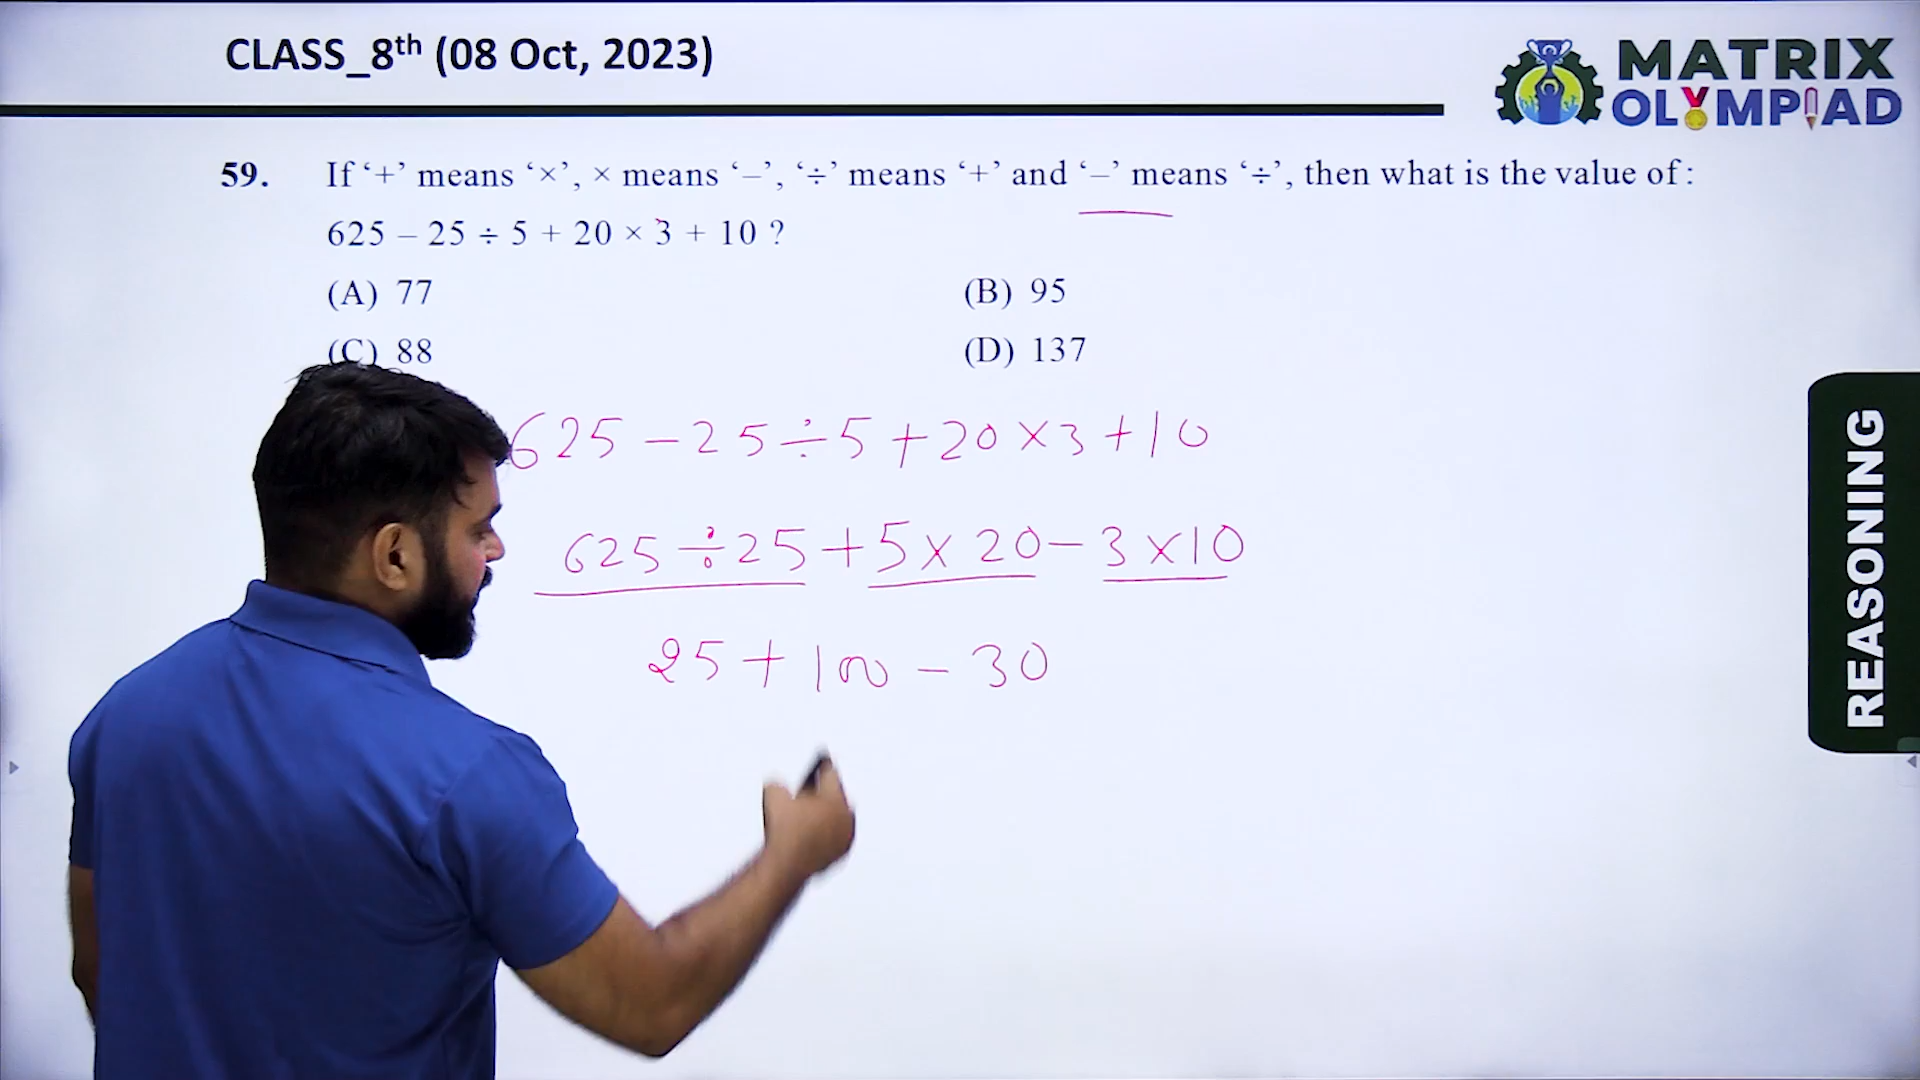 CLASS_8th (08 Oct, 2023)
MATRIX
OLYMPIAD
59. If ‘+’ means ‘×’, × means ‘–’, ‘÷’ means ‘+’ and ‘–’ means ‘÷’, then what is the value of :
625 – 25 ÷ 5 + 20 × 3 + 10 ?
(A) 77 (B) 95
(C) 88 (D) 137
625 – 25 ÷ 5 + 20 × 3 + 10
625 ÷ 25 + 5 × 20 – 3 × 10
25 + 100 – 30
REASONING